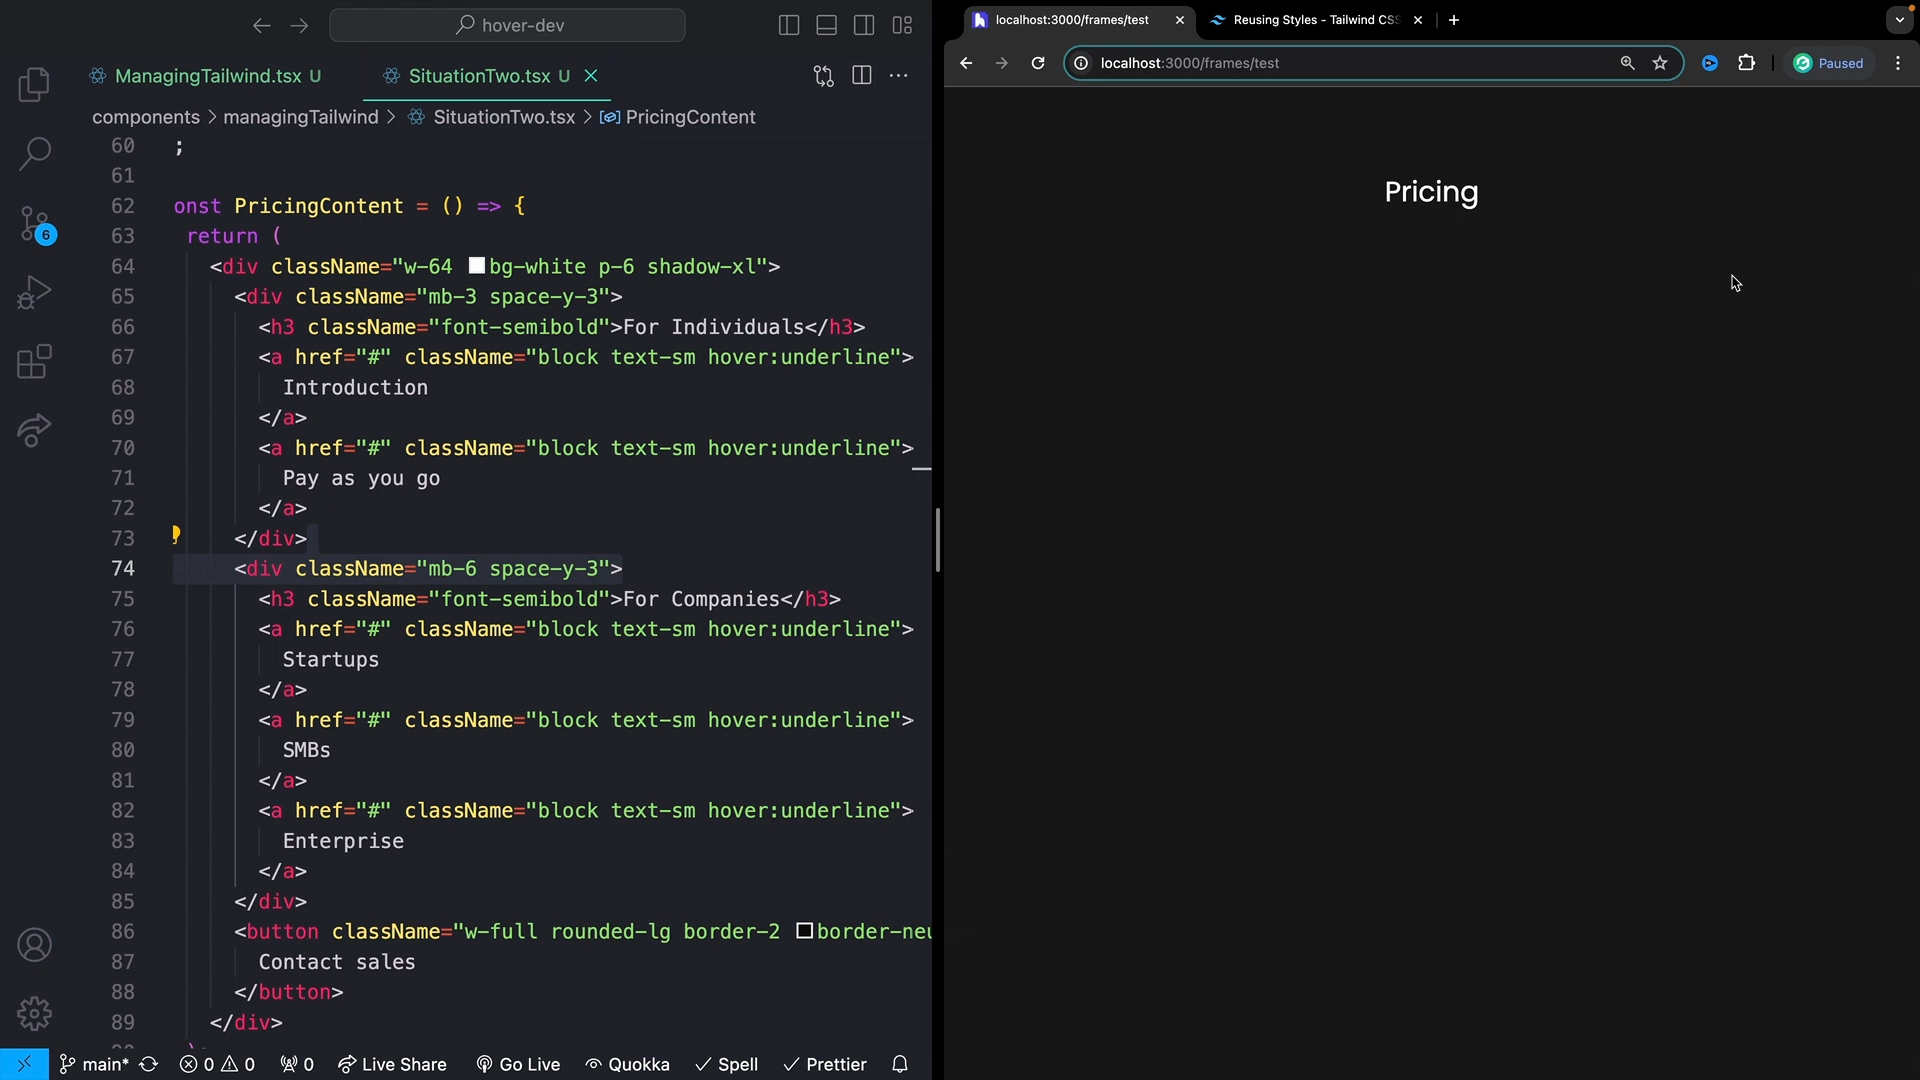 hover-dev
ManagingTailwind.tsx U
SituationTwo.tsx U
components > managingTailwind > SituationTwo.tsx > PricingContent
60 ;
61
62 onst PricingContent = () => {
63 return (
64 <div className="w-64 bg-white p-6 shadow-xl">
65 <div className="mb-3 space-y-3">
66 <h3 className="font-semibold">For Individuals</h3>
67 <a href="#" className="block text-sm hover:underline">
68 Introduction
69 </a>
70 <a href="#" className="block text-sm hover:underline">
71 Pay as you go
72 </a>
73 </div>
74 <div className="mb-6 space-y-3">
75 <h3 className="font-semibold">For Companies</h3>
76 <a href="#" className="block text-sm hover:underline">
77 Startups
78 </a>
79 <a href="#" className="block text-sm hover:underline">
80 SMBs
81 </a>
82 <a href="#" className="block text-sm hover:underline">
83 Enterprise
84 </a>
85 </div>
86 <button className="w-full rounded-lg border-2 border-neu
87 Contact sales
88 </button>
89 </div>
6
main* 0 0 0 Live Share Go Live Quokka Spell Prettier
localhost:3000/frames/test
Reusing Styles - Tailwind CSS
localhost:3000/frames/test
Paused
Pricing